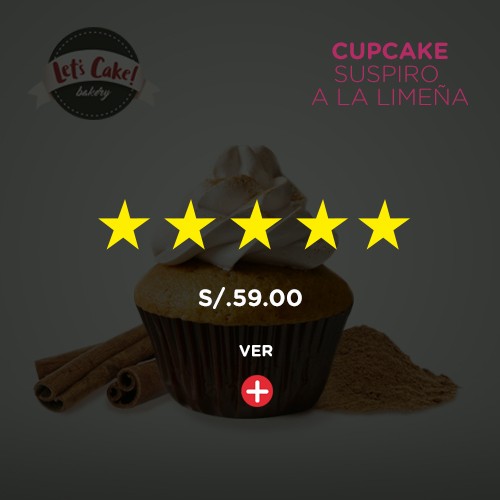 Let's Cake!
bakery
CUPCAKE
SUSPIRO
A LA LIMEÑA
S/.59.00
VER